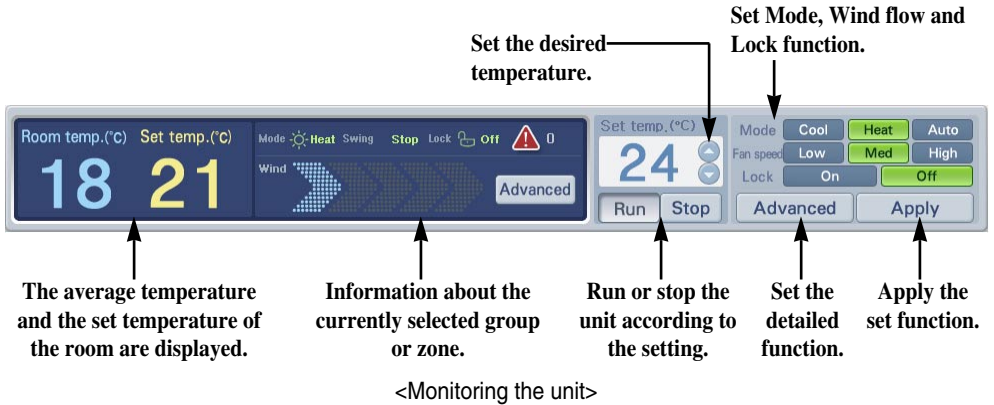 Set Mode, Wind flow and
Lock function.
Set the desired
temperature.
Room temp.(°C) Set temp.(°C)
18 21
Mode Heat Swing Stop Lock Off 0
Wind
Advanced
Set temp.(°C)
24
Run Stop
Mode Cool Heat Auto
Fan speed Low Med High
Lock On Off
Advanced Apply
The average temperature
and the set temperature of
the room are displayed.
Information about the
currently selected group
or zone.
Run or stop the
unit according to
the setting.
Set the
detailed
function.
Apply the
set function.
<Monitoring the unit>